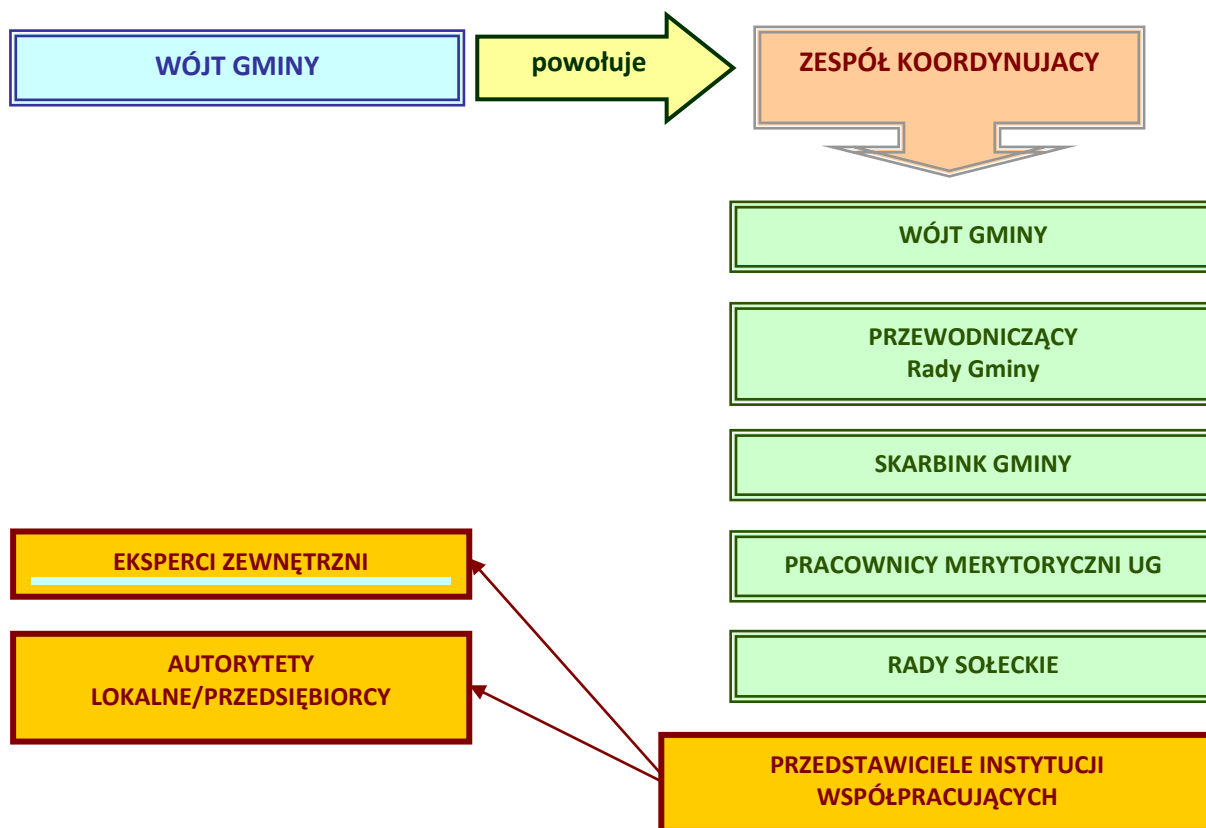 WÓJT GMINY
powołuje
ZESPÓŁ KOORDYNUJACY
WÓJT GMINY
PRZEWODNICZĄCY
Rady Gminy
SKARBINK GMINY
EKSPERCI ZEWNĘTRZNI
PRACOWNICY MERYTORYCZNI UG
AUTORYTETY
LOKALNE/PRZEDSIĘBIORCY
RADY SOŁECKIE
PRZEDSTAWICIELE INSTYTUCJI
WSPÓŁPRACUJĄCYCH